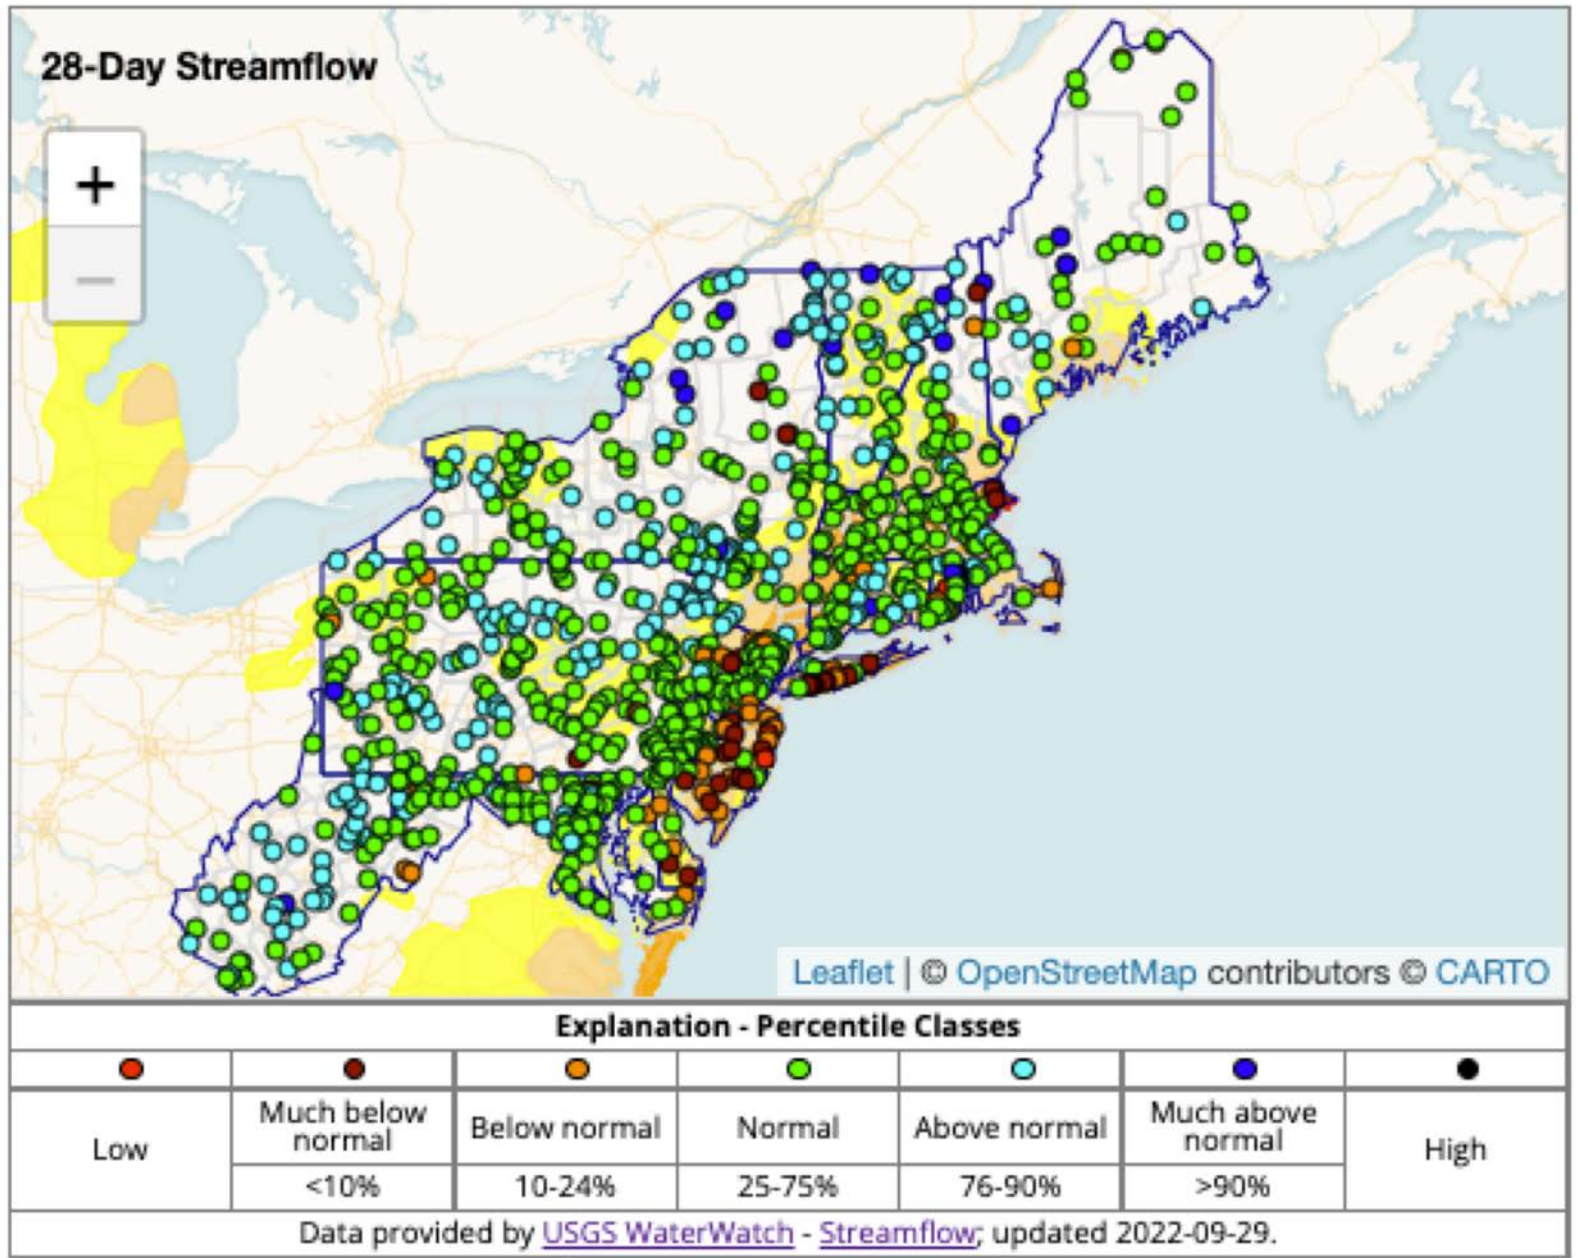 28-Day Streamflow
+
−
Leaflet | © OpenStreetMap contributors © CARTO
Explanation - Percentile Classes
Low
Much below normal
Below normal
Normal
Above normal
Much above normal
High
<10%
10-24%
25-75%
76-90%
>90%
Data provided by USGS WaterWatch - Streamflow; updated 2022-09-29.